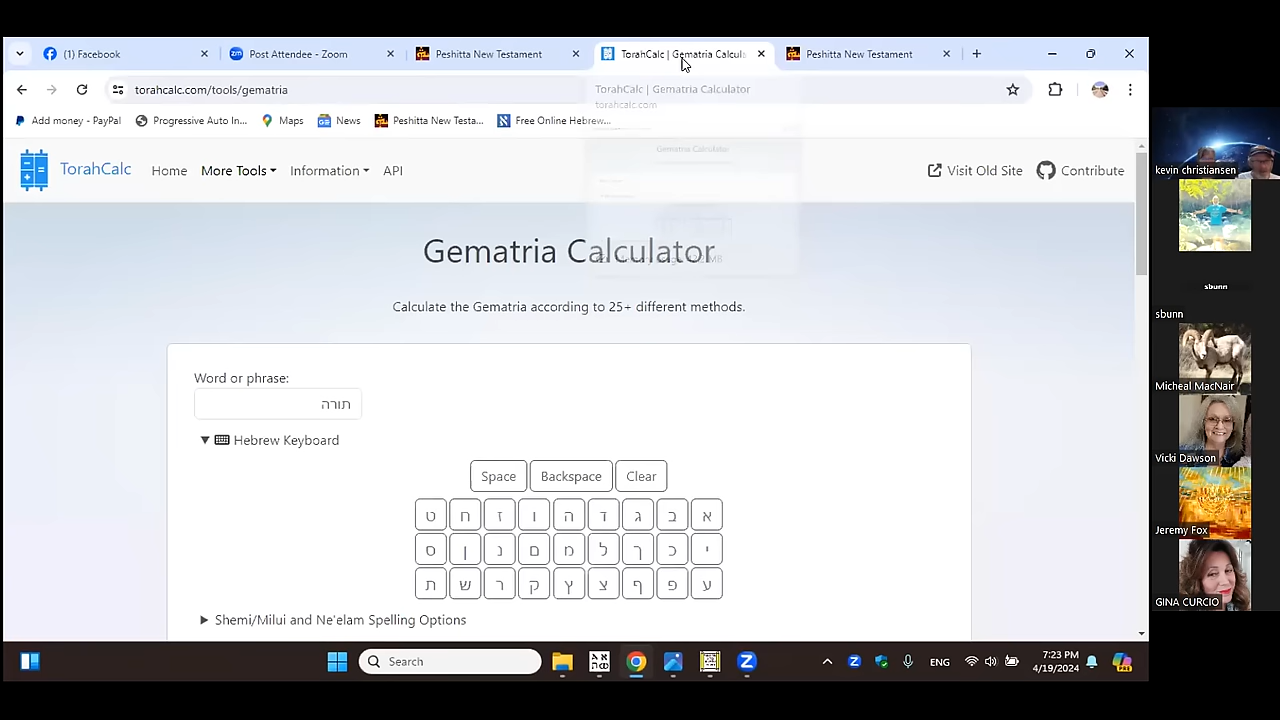 (1) Facebook
Post Attendee - Zoom
Peshitta New Testament
TorahCalc | Gematria Calcula
Peshitta New Testament
torahcalc.com/tools/gematria
TorahCalc | Gematria Calculator
torahcalc.com
Add money - PayPal
Progressive Auto In...
Maps
News
Peshitta New Testa...
Free Online Hebrew...
Gematria Calculator
TorahCalc
Home
More Tools
Information
API
Visit Old Site
Contribute
Gematria Calculator
Calculate the Gematria according to 25+ different methods.
Word or phrase:
תורה
Hebrew Keyboard
Space Backspace Clear
א ב ג ד ה ו ז ח ט
י כ ך ל מ ם נ ן ס
ע פ ף צ ץ ק ר ש ת
Shemi/Milui and Ne'elam Spelling Options
kevin christiansen
sbunn
sbunn
Micheal MacNair
Vicki Dawson
Jeremy Fox
GINA CURCIO
Search
ENG
7:23 PM
4/19/2024